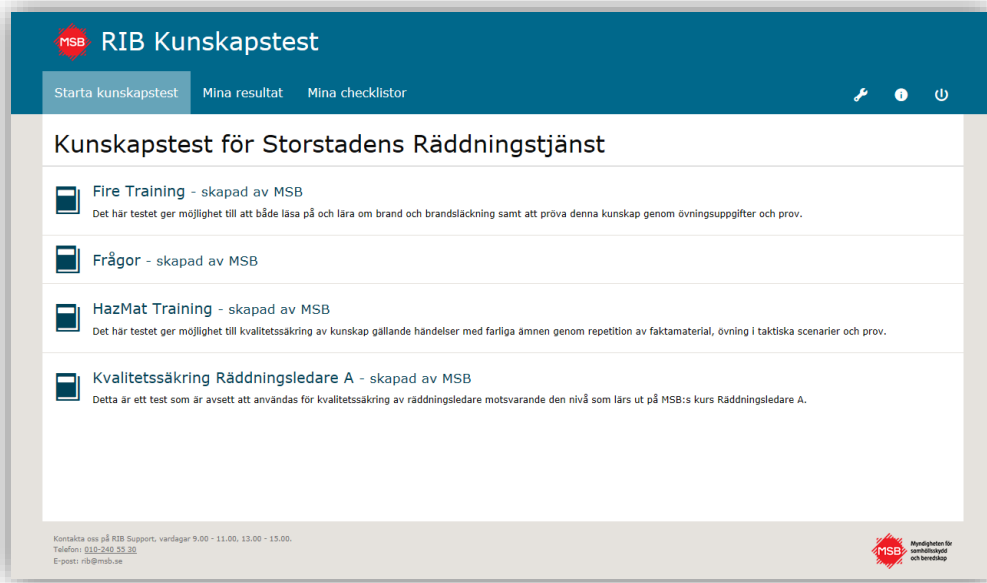 MSB RIB Kunskapstest
Starta kunskapstest Mina resultat Mina checklistor
Kunskapstest för Storstadens Räddningstjänst
Fire Training - skapad av MSB
Det här testet ger möjlighet till att både läsa på och lära om brand och brandsläckning samt att pröva denna kunskap genom övningsuppgifter och prov.
Frågor - skapad av MSB
HazMat Training - skapad av MSB
Det här testet ger möjlighet till kvalitetssäkring av kunskap gällande händelser med farliga ämnen genom repetition av faktamaterial, övning i taktiska scenarier och prov.
Kvalitetssäkring Räddningsledare A - skapad av MSB
Detta är ett test som är avsett att användas för kvalitetssäkring av räddningsledare motsvarande den nivå som lärs ut på MSB:s kurs Räddningsledare A.
Kontakta oss på RIB Support, vardagar 9.00 - 11.00, 13.00 - 15.00.
Telefon: 010-240 55 30
E-post: rib@msb.se
MSB
Myndigheten för
samhällsskydd
och beredskap